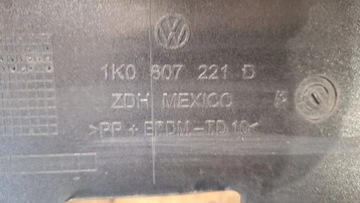 1K0 807 221 D
ZDH MEXICO
>PP + EPDM - TD 10<